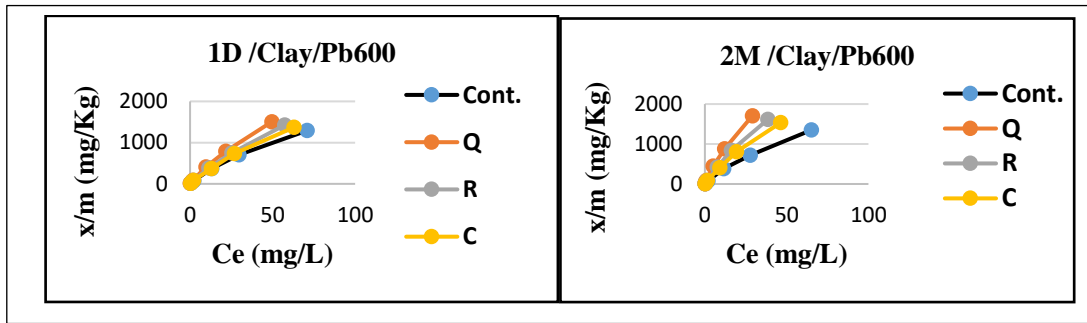 1D /Clay/Pb600
x/m (mg/Kg)
2000
1000
0
0
50
100
Ce (mg/L)
Cont.
Q
R
C
2M /Clay/Pb600
x/m (mg/Kg)
2000
1000
0
0
50
100
Ce (mg/L)
Cont.
Q
R
C